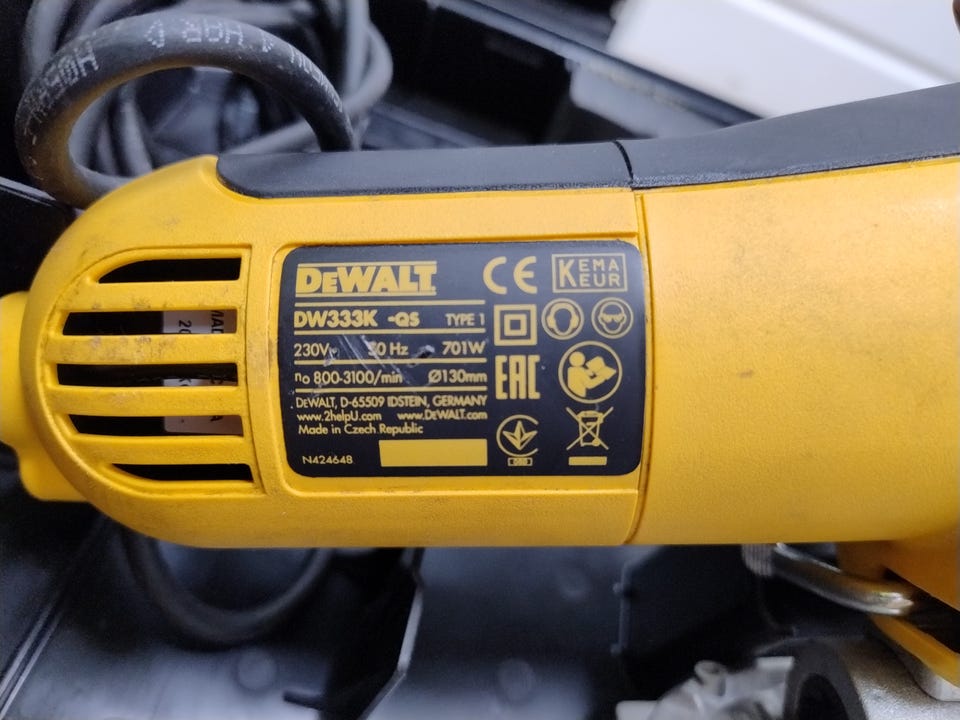 DEWALT
CE
KEMA
KEUR
DW333K -QS TYPE 1
230V 50 Hz 701W
no 800-3100/min Ø130mm
EAC
DEWALT, D-65509 IDSTEIN, GERMANY
www.2helpU.com www.DEWALT.com
Made in Czech Republic
N424648